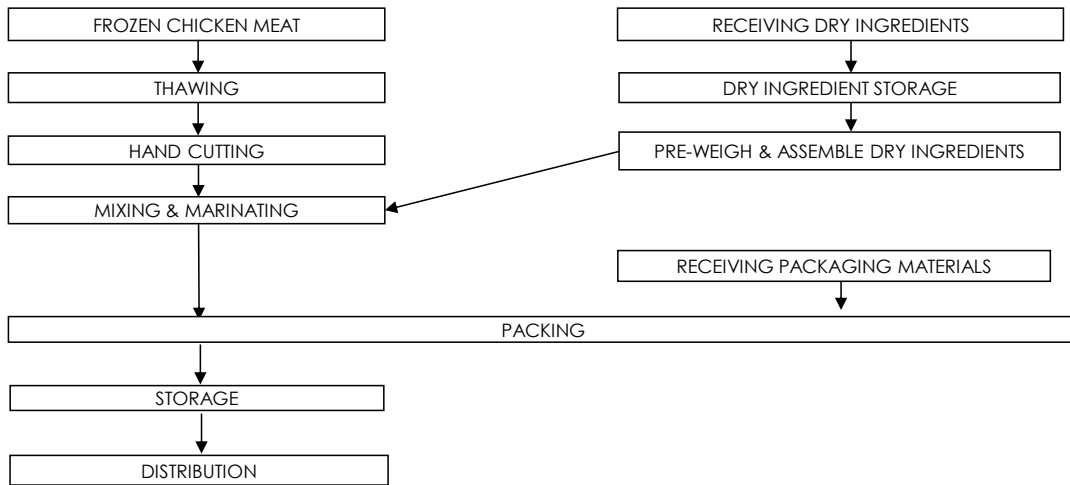 FROZEN CHICKEN MEAT
RECEIVING DRY INGREDIENTS
THAWING
DRY INGREDIENT STORAGE
HAND CUTTING
PRE-WEIGH & ASSEMBLE DRY INGREDIENTS
MIXING & MARINATING
RECEIVING PACKAGING MATERIALS
PACKING
STORAGE
DISTRIBUTION